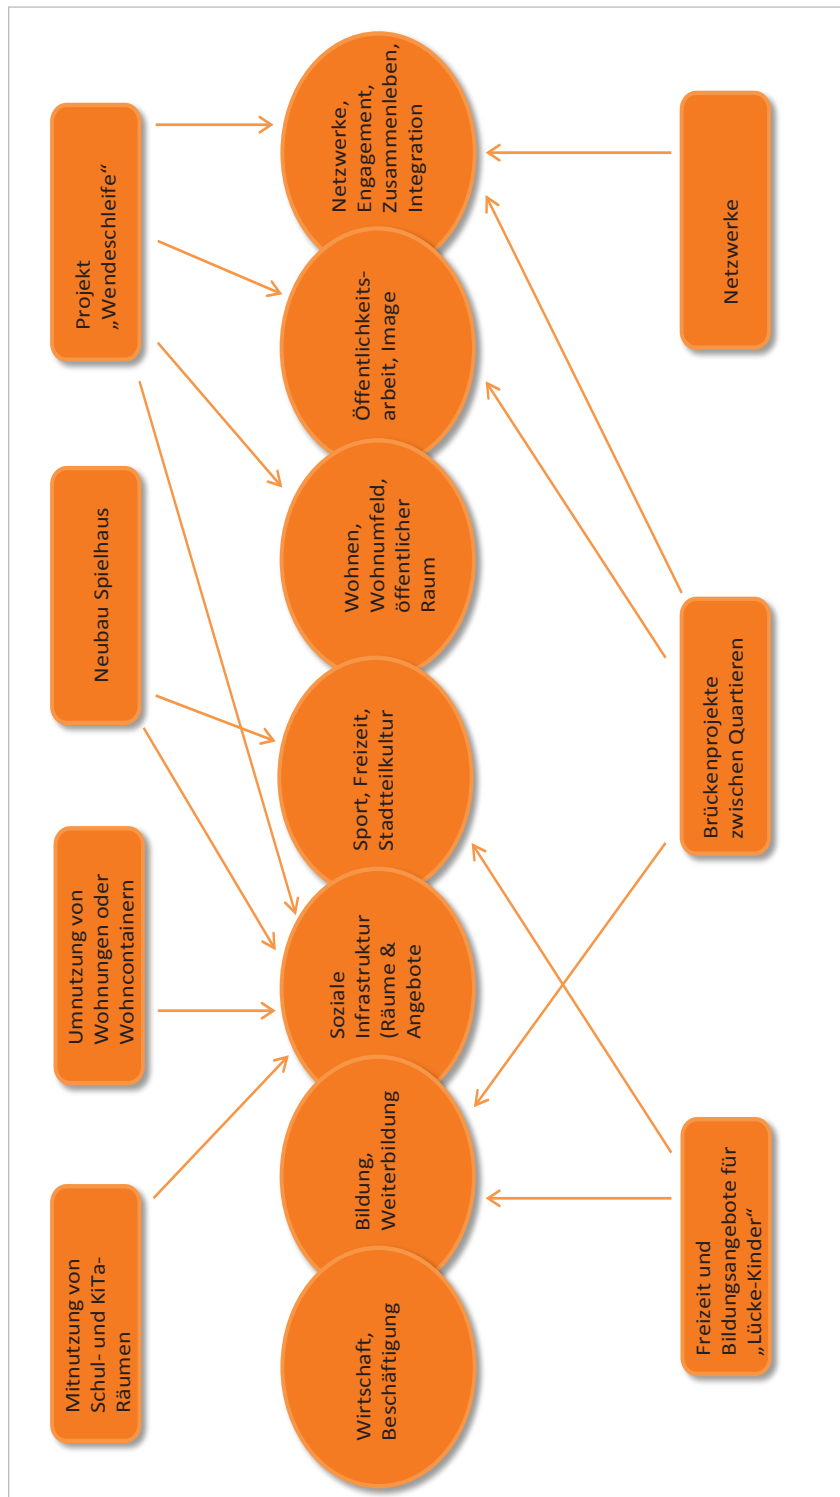 Mitnutzung von
Schul- und KiTa-
Räumen
Umnutzung von
Wohnungen oder
Wohncontainern
Neubau Spielhaus
Projekt
„Wendeschleife“
Wirtschaft,
Beschäftigung
Bildung,
Weiterbildung
Soziale
Infrastruktur
(Räume &
Angebote
Sport, Freizeit,
Stadtteilkultur
Wohnen,
Wohnumfeld,
öffentlicher
Raum
Öffentlichkeits-
arbeit, Image
Netzwerke,
Engagement,
Zusammenleben,
Integration
Freizeit und
Bildungsangebote für
„Lücke-Kinder“
Brückenprojekte
zwischen Quartieren
Netzwerke